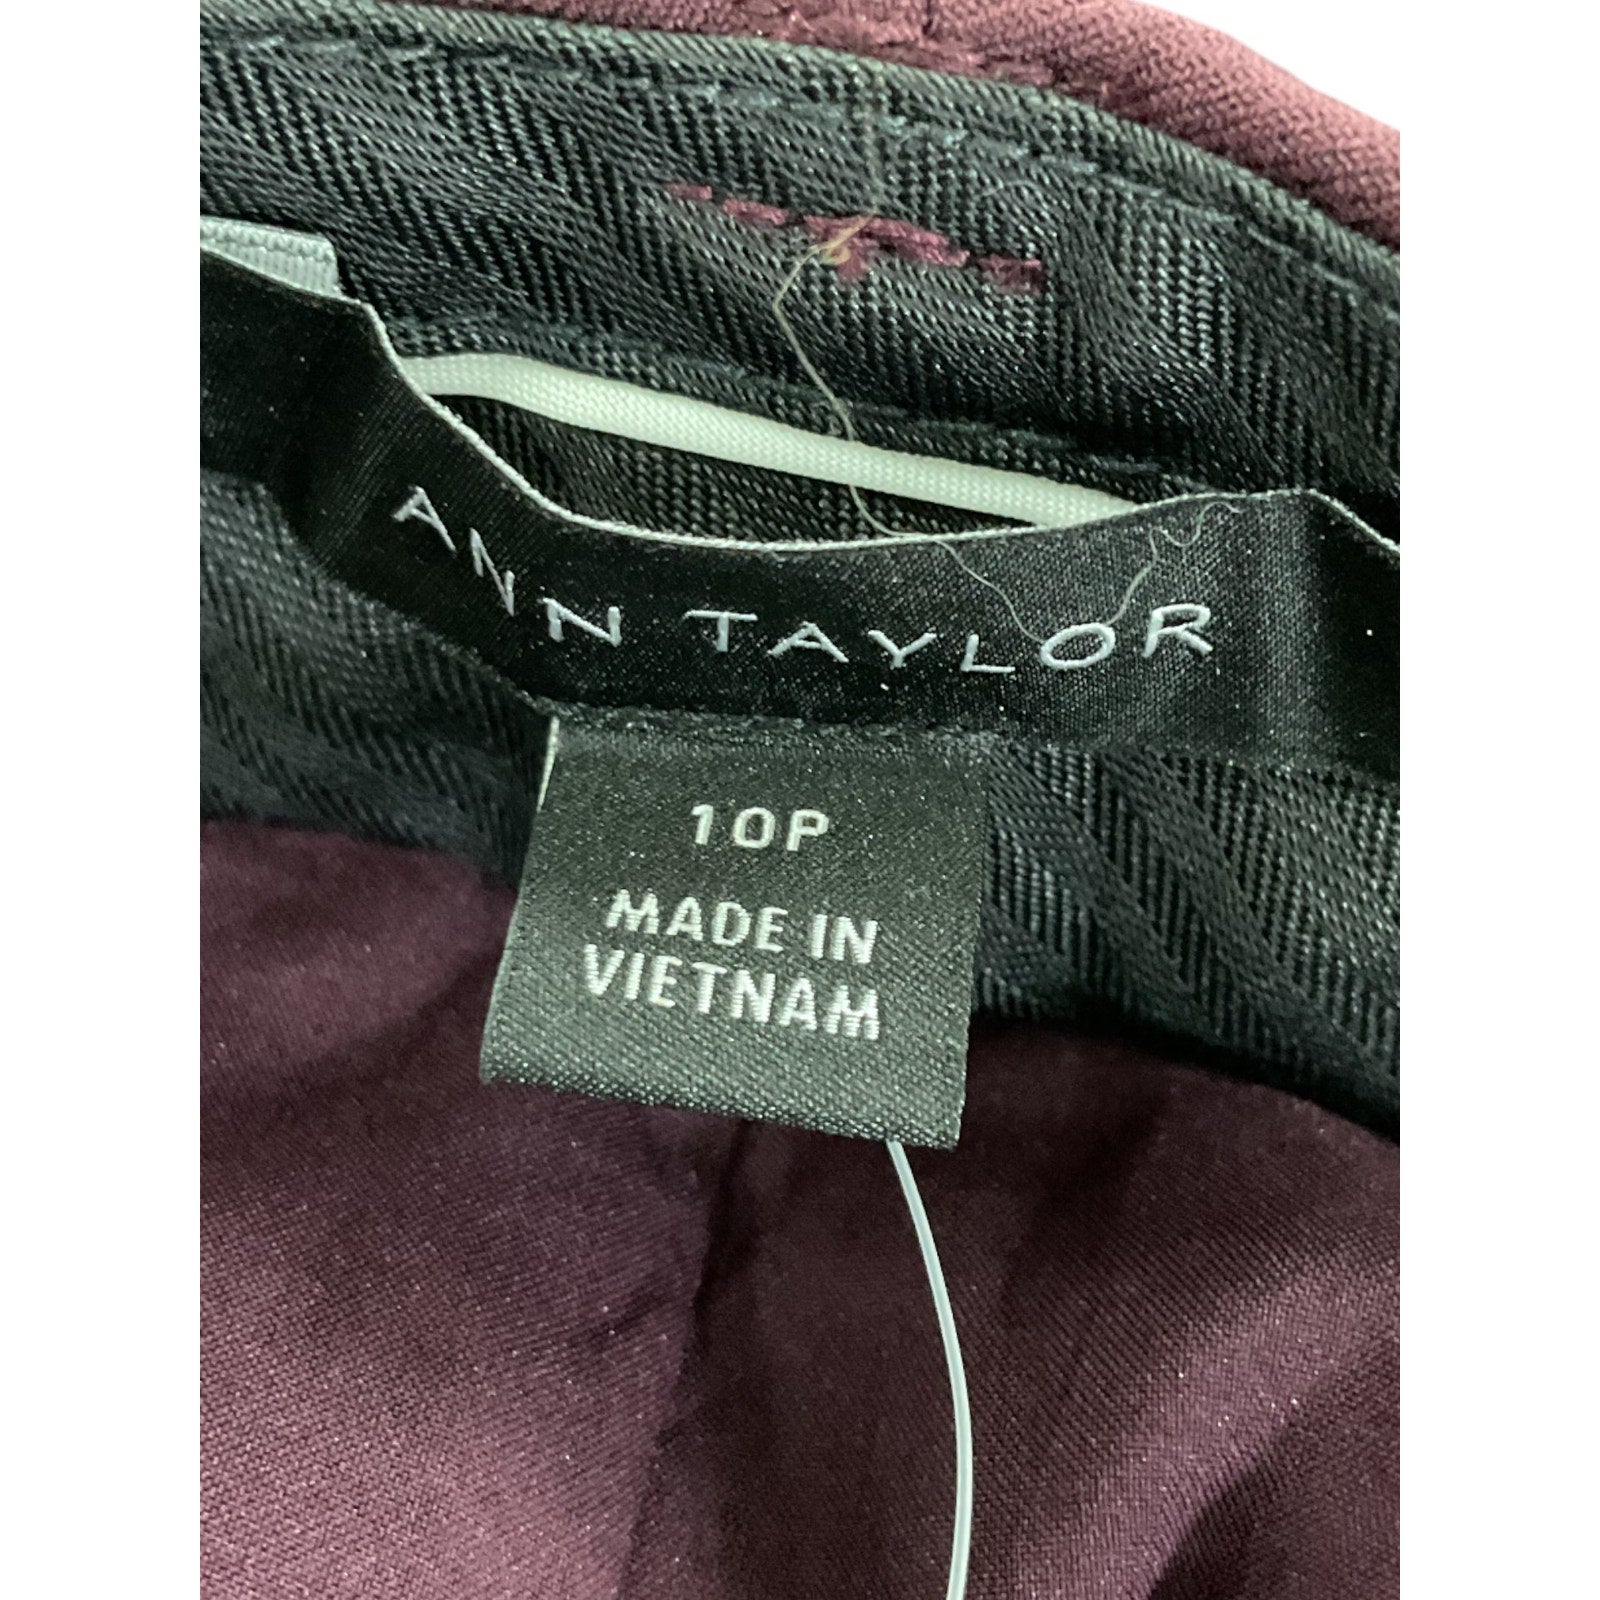 ANN TAYLOR
10P
MADE IN
VIETNAM